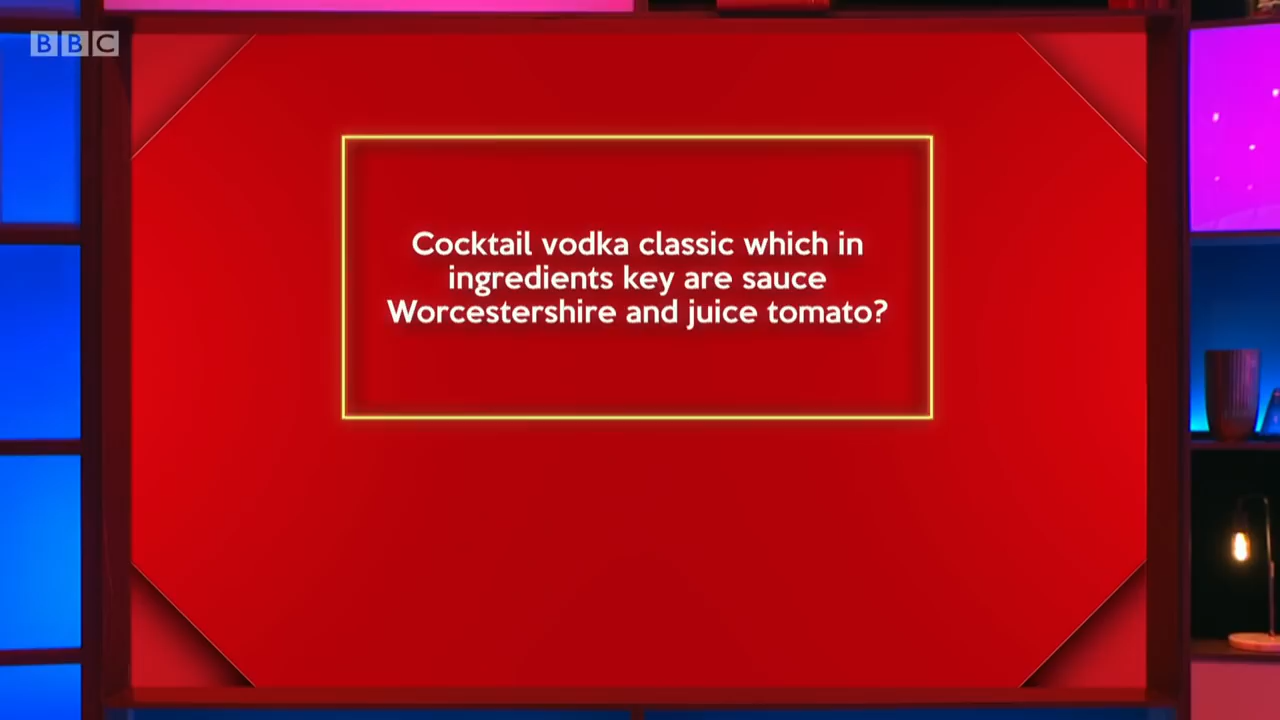 BBC
Cocktail vodka classic which in
ingredients key are sauce
Worcestershire and juice tomato?